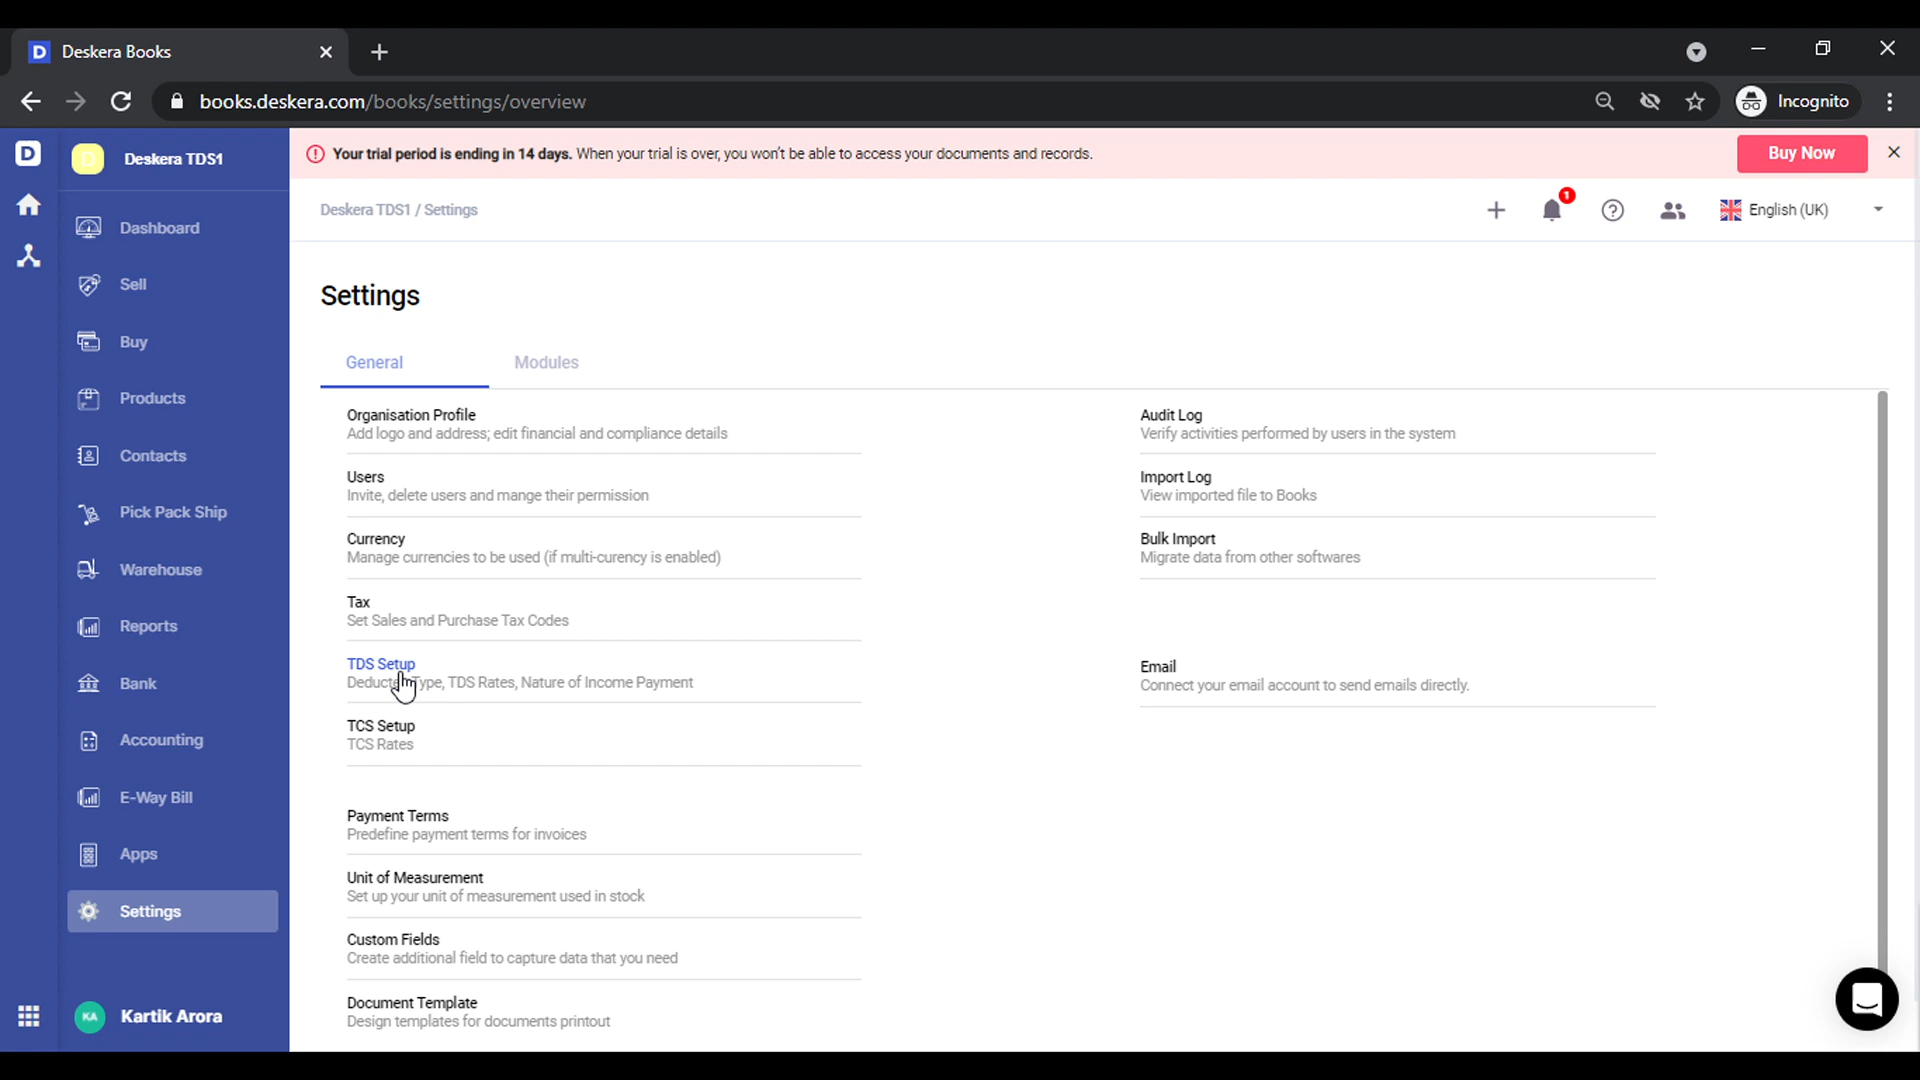 Deskera Books
books.deskera.com/books/settings/overview
Incognito
D
D
Deskera TDS1
Dashboard
Sell
Buy
Products
Contacts
Pick Pack Ship
Warehouse
Reports
Bank
Accounting
E-Way Bill
Apps
Settings
KA
Kartik Arora
Your trial period is ending in 14 days. When your trial is over, you won't be able to access your documents and records.
Buy Now
Deskera TDS1 / Settings
1
English (UK)
Settings
General
Modules
Organisation Profile
Add logo and address; edit financial and compliance details
Users
Invite, delete users and mange their permission
Currency
Manage currencies to be used (if multi-curency is enabled)
Tax
Set Sales and Purchase Tax Codes
TDS Setup
Type, TDS Rates, Nature of Income Payment
TCS Setup
TCS Rates
Payment Terms
Predefine payment terms for invoices
Unit of Measurement
Set up your unit of measurement used in stock
Custom Fields
Create additional field to capture data that you need
Document Template
Design templates for documents printout
Audit Log
Verify activities performed by users in the system
Import Log
View imported file to Books
Bulk Import
Migrate data from other softwares
Email
Connect your email account to send emails directly.